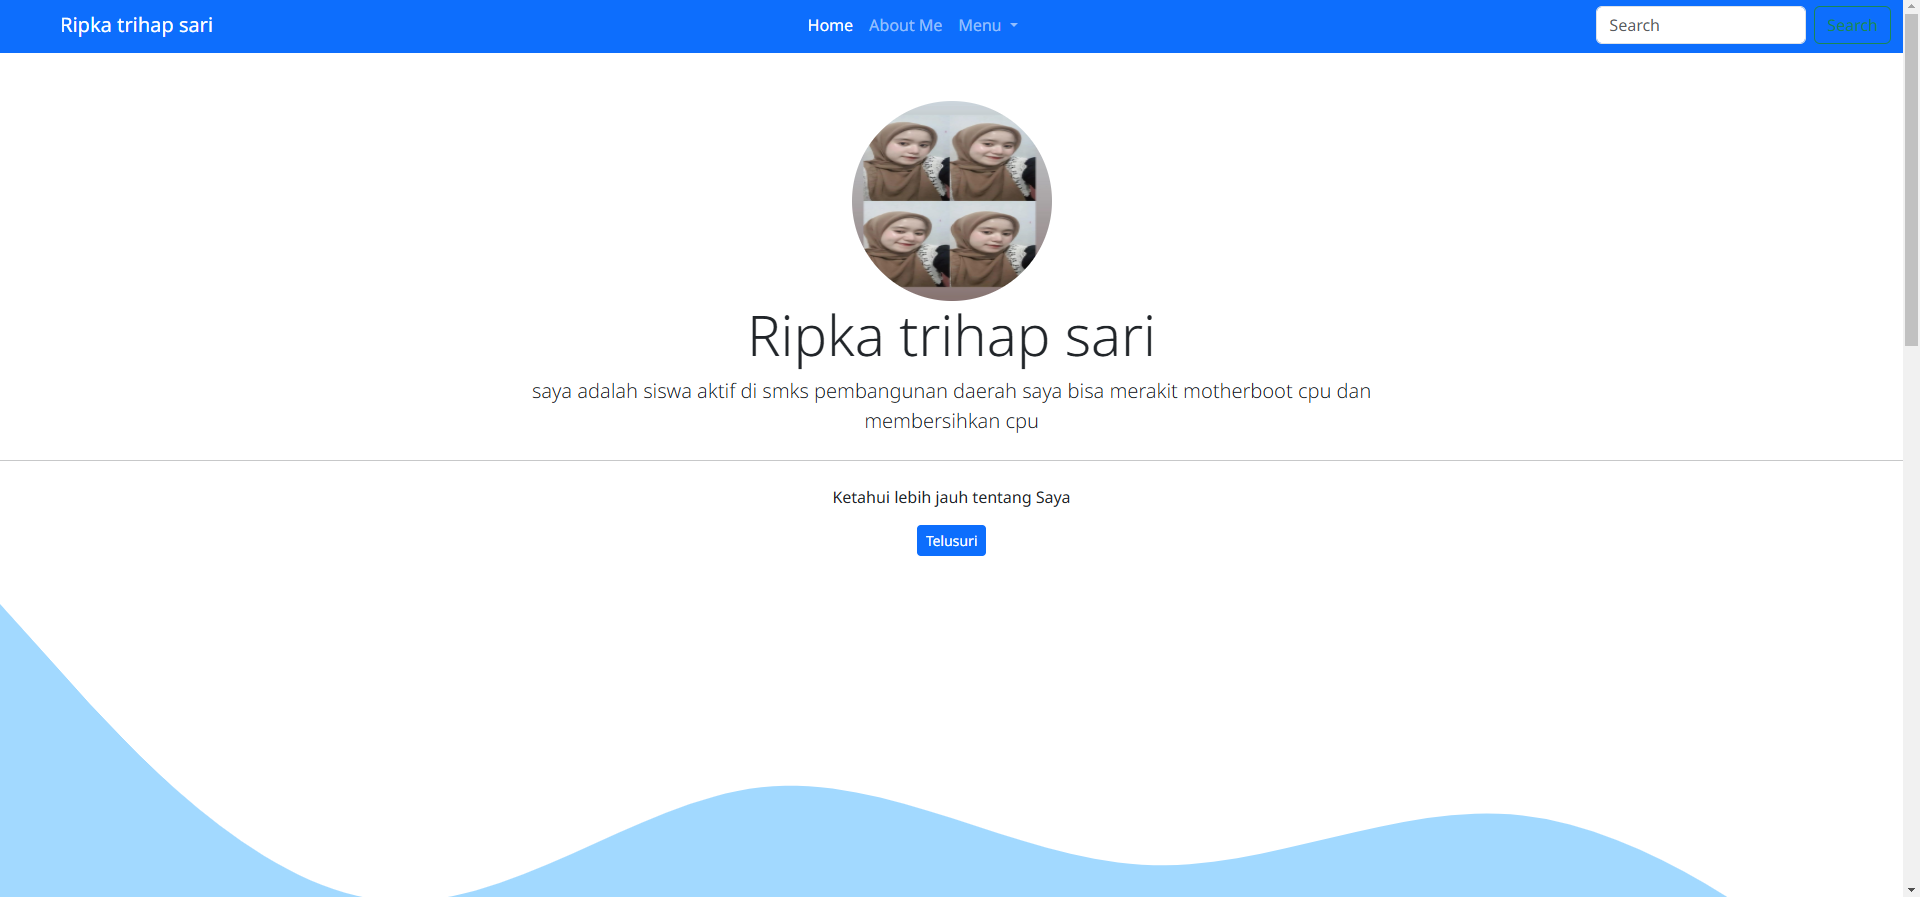 Ripka trihap sari
Home About Me Menu
Search Search
Ripka trihap sari
saya adalah siswa aktif di smks pembangunan daerah saya bisa merakit motherboot cpu dan
membersihkan cpu
Ketahui lebih jauh tentang Saya
Telusuri